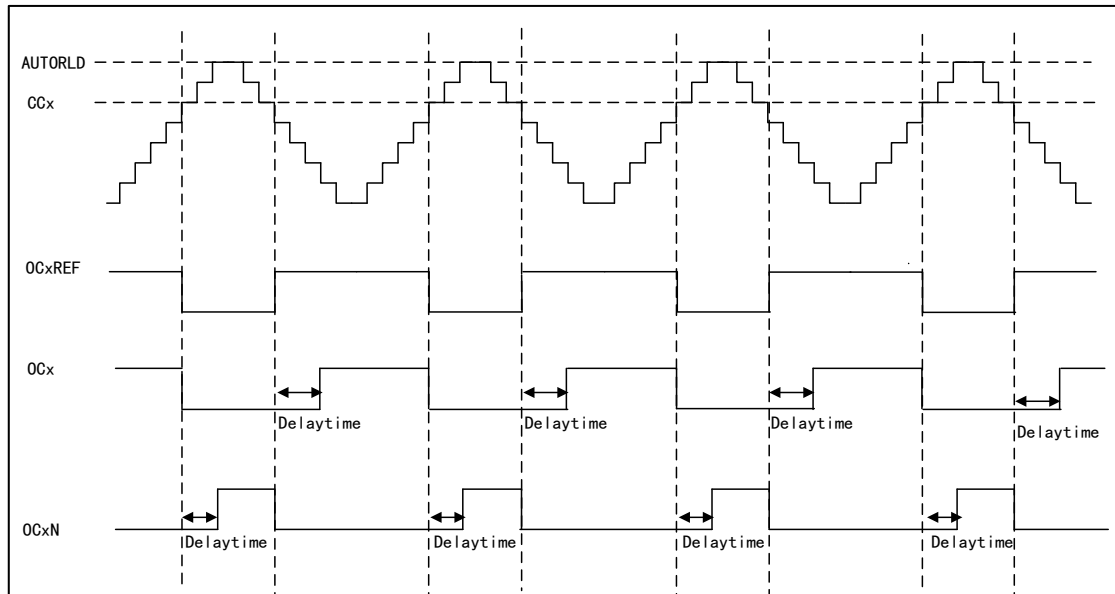 AUTORLD
CCx
OCxREF
OCx
Delaytime
Delaytime
Delaytime
Delaytime
OCxN
Delaytime
Delaytime
Delaytime
Delaytime